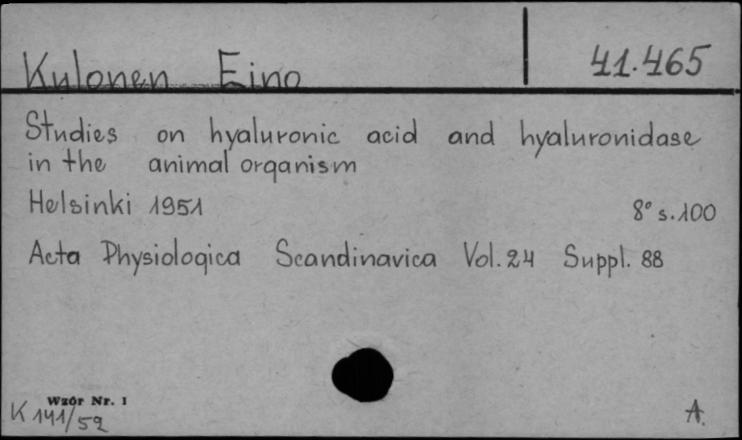 Kulonen Eino 41.465
Studies on hyaluronic acid and hyaluronidase
in the animal organism
Helsinki 1951 8° s.100
Acta Physiologica Scandinavica Vol.24 Suppl. 88
Wzór Nr. 1
K 141/52 A.